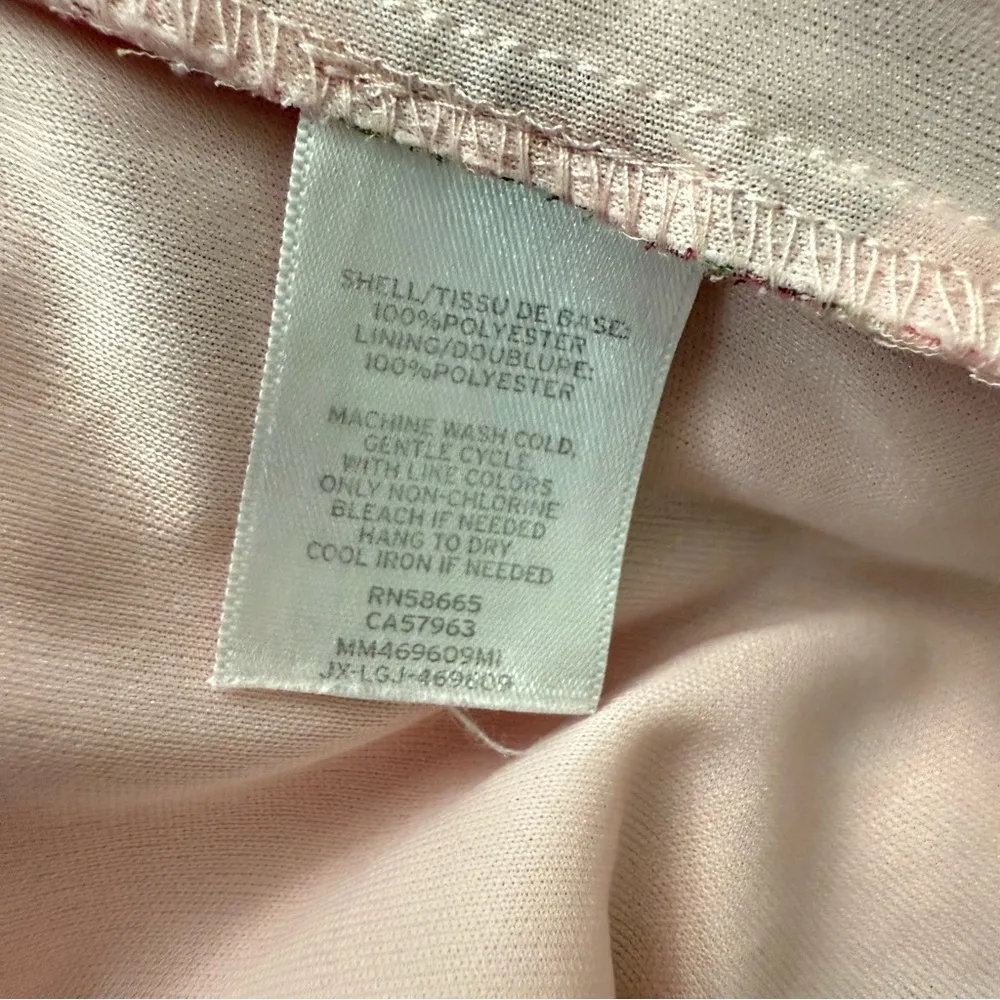 SHELL/TISSU DE BASE:
100%POLYESTER
LINING/DOUBLURE:
100%POLYESTER
MACHINE WASH COLD,
GENTLE CYCLE,
WITH LIKE COLORS
ONLY NON-CHLORINE
BLEACH IF NEEDED
HANG TO DRY
COOL IRON IF NEEDED
RN58665
CA57963
MM469609MI
JX-LGJ-469609